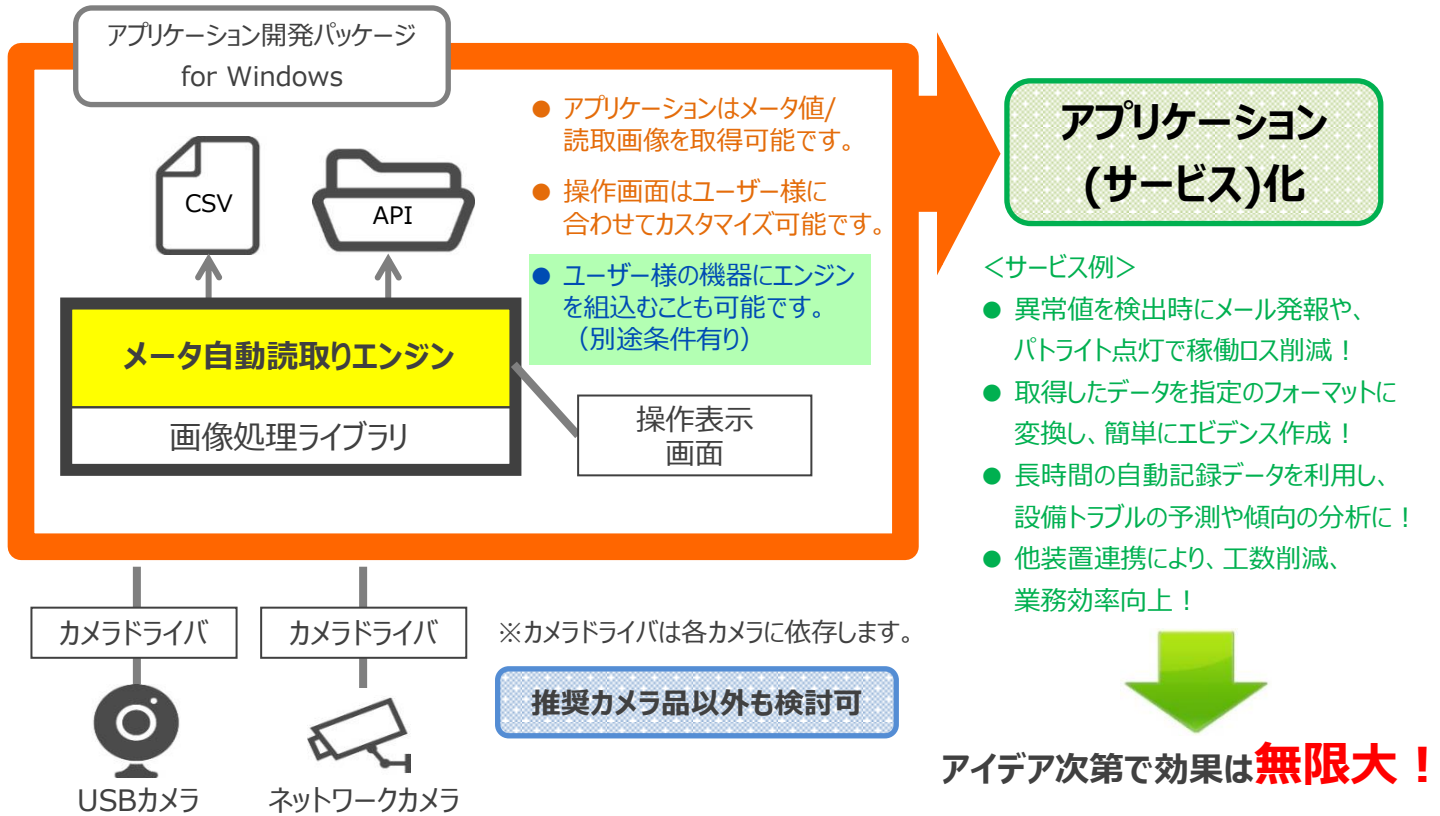 アプリケーション開発パッケージ
for Windows
CSV
API
メータ自動読取りエンジン
画像処理ライブラリ
操作表示
画面
● アプリケーションはメータ値/
読取画像を取得可能です。
● 操作画面はユーザー様に
合わせてカスタマイズ可能です。
● ユーザー様の機器にエンジン
を組込むことも可能です。
（別途条件有り）
カメラドライバ
カメラドライバ
※カメラドライバは各カメラに依存します。
推奨カメラ品以外も検討可
USBカメラ
ネットワークカメラ
アプリケーション
(サービス)化
＜サービス例＞
● 異常値を検出時にメール発報や、
パトライト点灯で稼働ロス削減！
● 取得したデータを指定のフォーマットに
変換し、簡単にエビデンス作成！
● 長時間の自動記録データを利用し、
設備トラブルの予測や傾向の分析に！
● 他装置連携により、工数削減、
業務効率向上！
アイデア次第で効果は無限大！